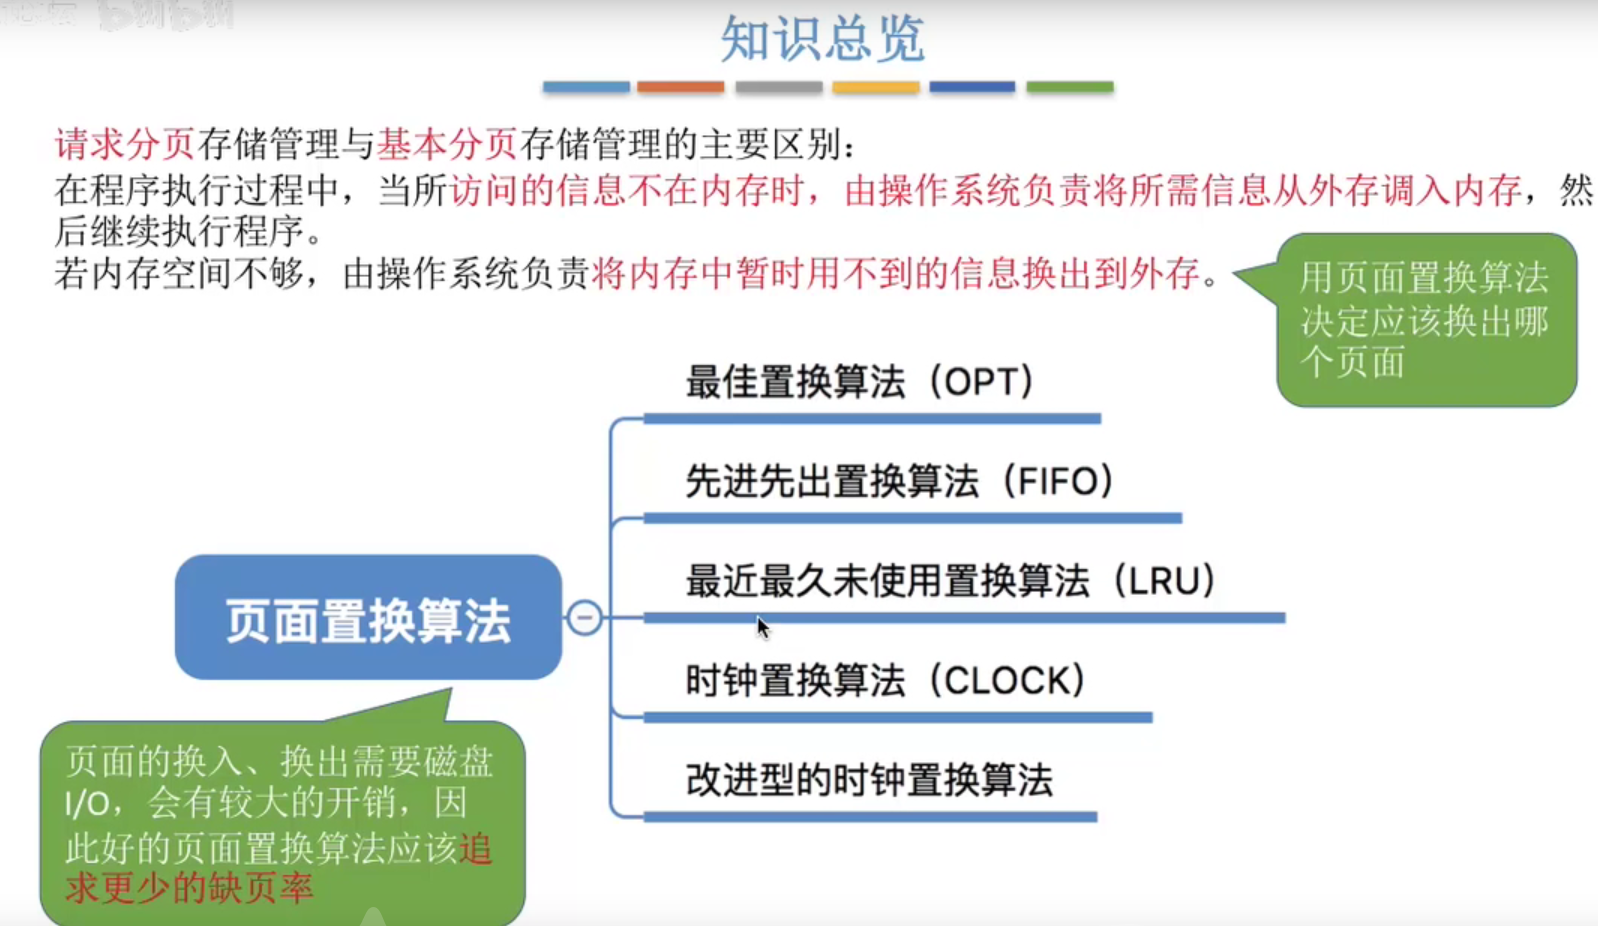 知识总览
请求分页存储管理与基本分页存储管理的主要区别：
在程序执行过程中，当所访问的信息不在内存时，由操作系统负责将所需信息从外存调入内存，然
后继续执行程序。
若内存空间不够，由操作系统负责将内存中暂时用不到的信息换出到外存。
用页面置换算法
决定应该换出哪
个页面
最佳置换算法（OPT）
先进先出置换算法（FIFO）
最近最久未使用置换算法（LRU）
页面置换算法
时钟置换算法（CLOCK）
改进型的时钟置换算法
页面的换入、换出需要磁盘
I/O，会有较大的开销，因
此好的页面置换算法应该追
求更少的缺页率